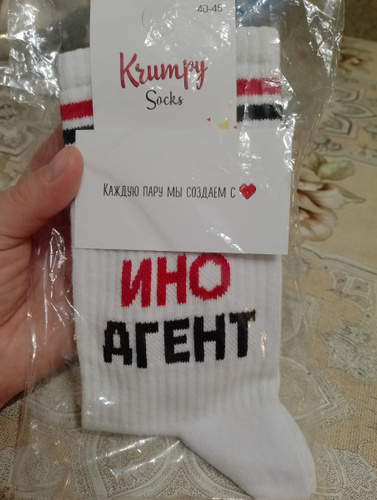 40-45
Krumpy
Socks
КАЖДУЮ ПАРУ МЫ СОЗДАЕМ С
ИНО
АГЕНТ